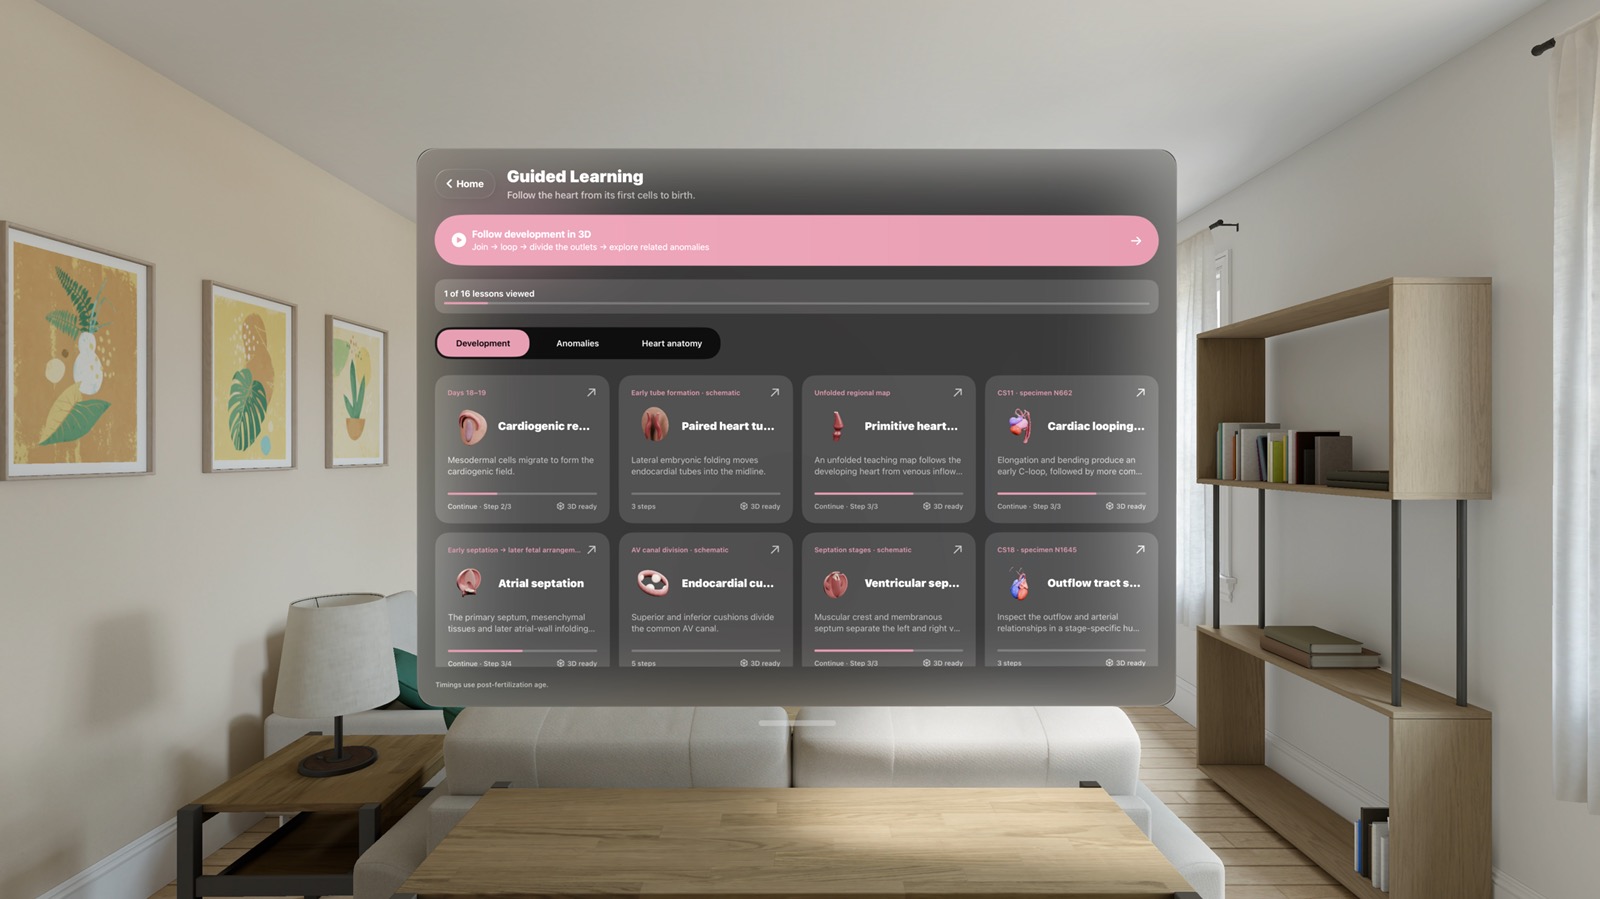 Home
Guided Learning
Follow the heart from its first cells to birth.
Follow development in 3D
Join → loop → divide the outlets → explore related anomalies
1 of 16 lessons viewed
Development
Anomalies
Heart anatomy
Days 18–19
Cardiogenic re...
Mesodermal cells migrate to form the
cardiogenic field.
Continue · Step 2/3
3D ready
Early tube formation · schematic
Paired heart tu...
Lateral embryonic folding moves
endocardial tubes into the midline.
3 steps
3D ready
Unfolded regional map
Primitive heart...
An unfolded teaching map follows the
developing heart from venous inflow...
Continue · Step 3/3
3D ready
CS11 · specimen N662
Cardiac looping...
Elongation and bending produce an
early C-loop, followed by more com...
Continue · Step 3/3
3D ready
Early septation → later fetal arrangem...
Atrial septation
The primary septum, mesenchymal
tissues and later atrial-wall infolding...
Continue · Step 3/4
3D ready
AV canal division · schematic
Endocardial cu...
Superior and inferior cushions divide
the common AV canal.
5 steps
3D ready
Septation stages · schematic
Ventricular sep...
Muscular crest and membranous
septum separate the left and right v...
Continue · Step 3/3
3D ready
CS18 · specimen N1645
Outflow tract s...
Inspect the outflow and arterial
relationships in a stage-specific hu...
3 steps
3D ready
Timings use post-fertilization age.